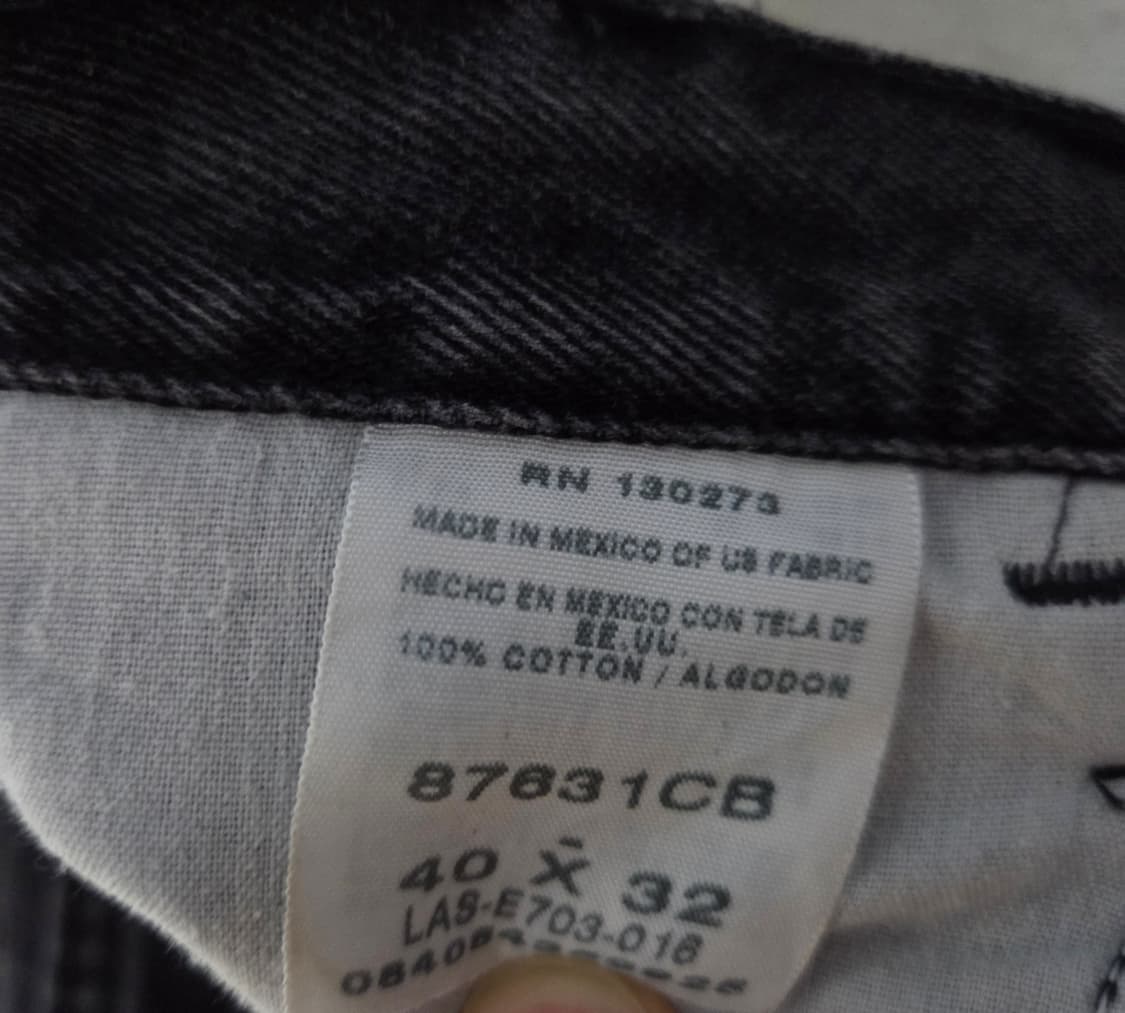 RN 130273
MADE IN MEXICO OF US FABRIC
HECHO EN MEXICO CON TELA DE
EE.UU.
100% COTTON / ALGODON
87631CB
40 X 32
LAS-E703-016